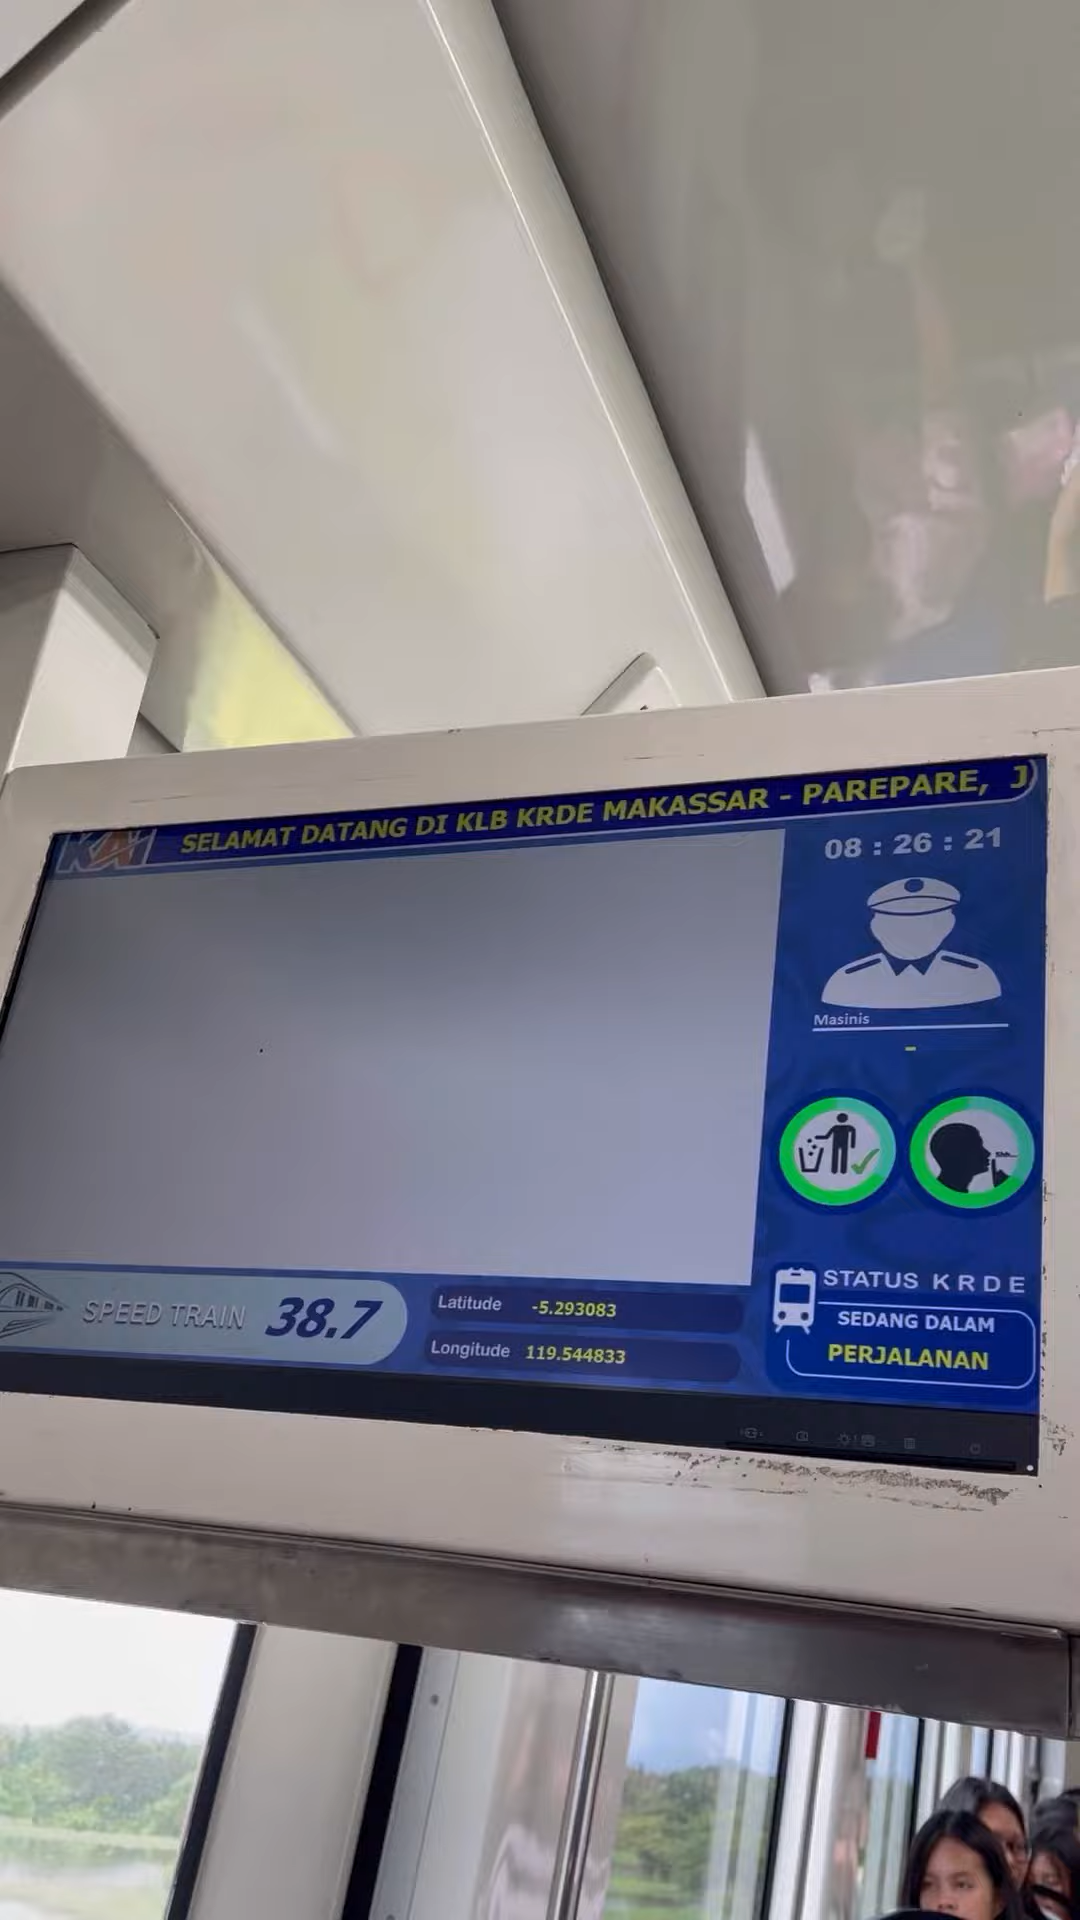 KAI
SELAMAT DATANG DI KLB KRDE MAKASSAR - PAREPARE, J
08 : 26 : 21
Masinis
-
Shh...
SPEED TRAIN 38.7
Latitude -5.293083
Longitude 119.544833
STATUS KRDE
SEDANG DALAM
PERJALANAN